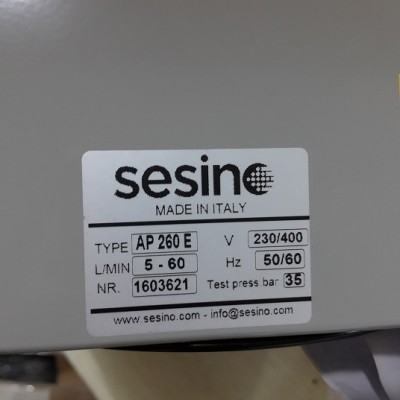 sesino
MADE IN ITALY
TYPE AP 260 E V 230/400
L/MIN 5 - 60 Hz 50/60
NR. 1603621 Test press.bar 35
www.sesino.com - info@sesino.com